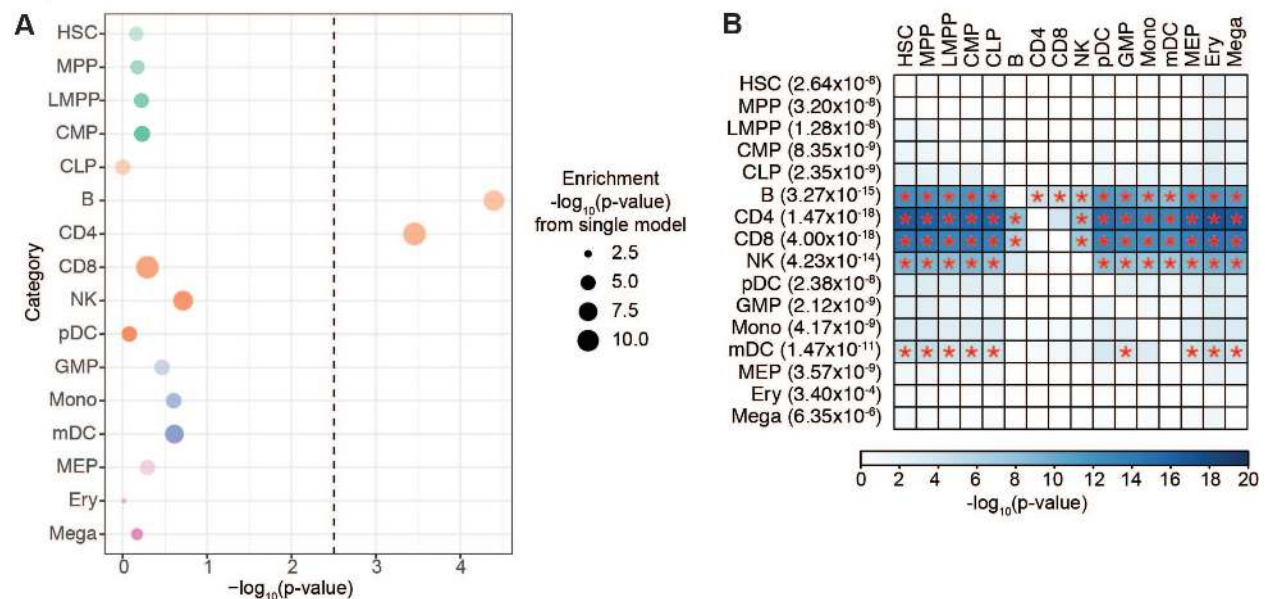 A
HSC
MPP
LMPP
CMP
CLP
B
CD4
CD8
NK
pDC
GMP
Mono
mDC
MEP
Ery
Mega
Category
0 1 2 3 4
−log₁₀(p-value)
Enrichment
-log₁₀(p-value)
from single model
2.5
5.0
7.5
10.0
B
HSC MPP LMPP CMP CLP B CD4 CD8 NK pDC GMP Mono mDC MEP Ery Mega
HSC (2.64x10⁻⁸)
MPP (3.20x10⁻⁸)
LMPP (1.28x10⁻⁸)
CMP (8.35x10⁻⁹)
CLP (2.35x10⁻⁹)
B (3.27x10⁻¹⁵)
CD4 (1.47x10⁻¹⁸)
CD8 (4.00x10⁻¹⁸)
NK (4.23x10⁻¹⁴)
pDC (2.38x10⁻⁸)
GMP (2.12x10⁻⁹)
Mono (4.17x10⁻⁹)
mDC (1.47x10⁻¹¹)
MEP (3.57x10⁻⁹)
Ery (3.40x10⁻⁴)
Mega (6.35x10⁻⁶)
0 2 4 6 8 10 12 14 16 18 20
-log₁₀(p-value)